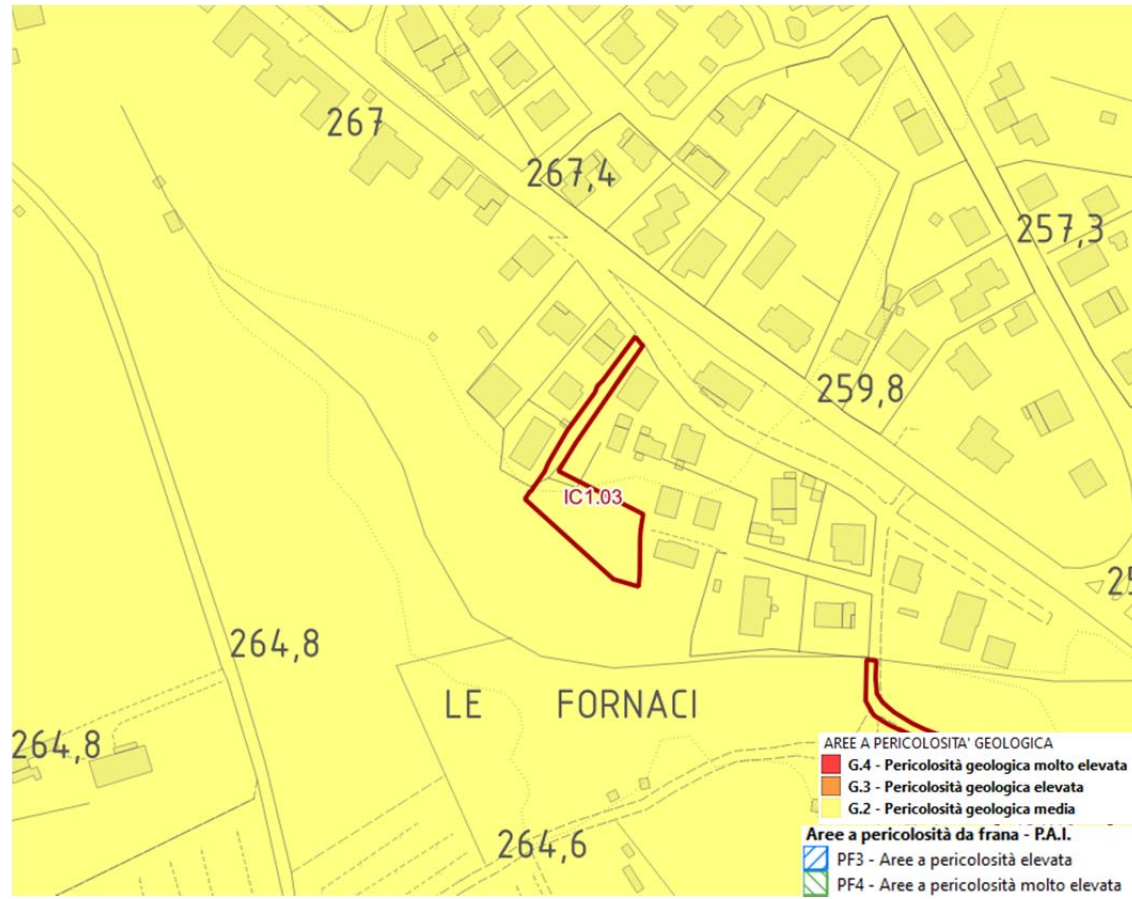 267
267,4
257,3
259,8
IC1.03
25
264,8
LE FORNACI
264,8
264,6
AREE A PERICOLOSITA' GEOLOGICA
G.4 - Pericolosità geologica molto elevata
G.3 - Pericolosità geologica elevata
G.2 - Pericolosità geologica media
Aree a pericolosità da frana - P.A.I.
PF3 - Aree a pericolosità elevata
PF4 - Aree a pericolosità molto elevata